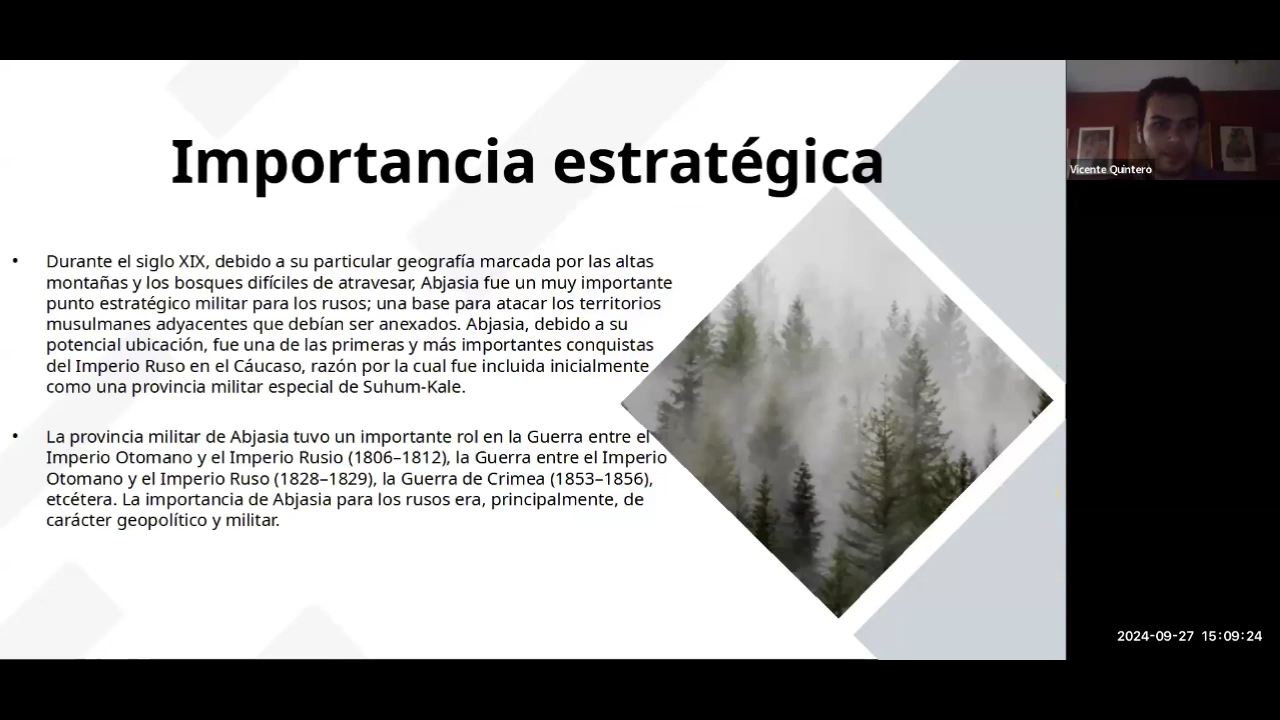 Importancia estratégica
• Durante el siglo XIX, debido a su particular geografía marcada por las altas
montañas y los bosques difíciles de atravesar, Abjasia fue un muy importante
punto estratégico militar para los rusos; una base para atacar los territorios
musulmanes adyacentes que debían ser anexados. Abjasia, debido a su
potencial ubicación, fue una de las primeras y más importantes conquistas
del Imperio Ruso en el Cáucaso, razón por la cual fue incluida inicialmente
como una provincia militar especial de Suhum-Kale.
• La provincia militar de Abjasia tuvo un importante rol en la Guerra entre el
Imperio Otomano y el Imperio Rusio (1806–1812), la Guerra entre el Imperio
Otomano y el Imperio Ruso (1828–1829), la Guerra de Crimea (1853–1856),
etcétera. La importancia de Abjasia para los rusos era, principalmente, de
carácter geopolítico y militar.
Vicente Quintero
2024-09-27 15:09:24